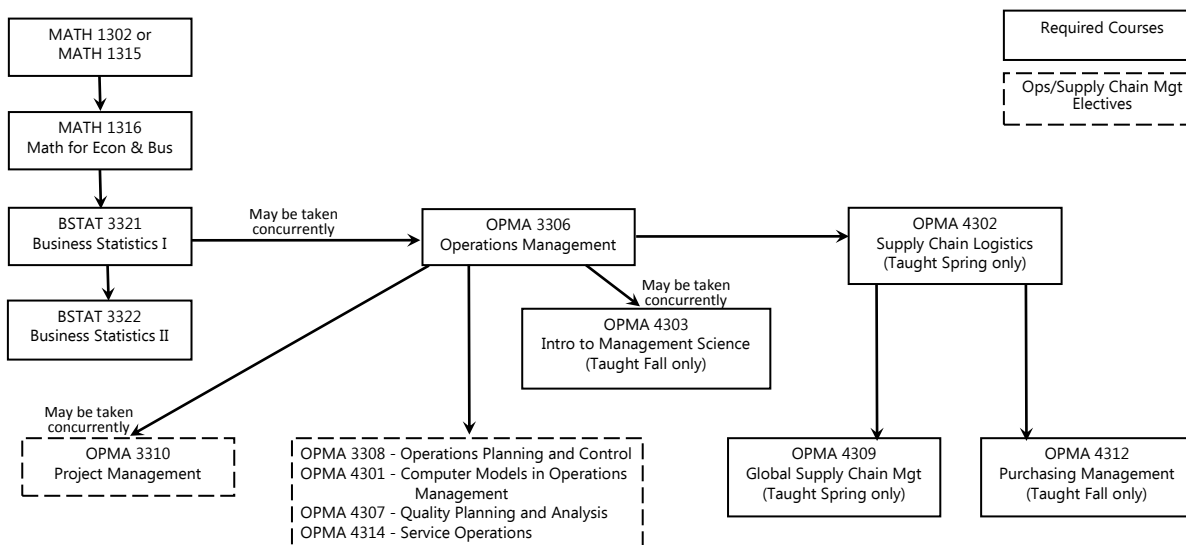 MATH 1302 or
MATH 1315
Required Courses
Ops/Supply Chain Mgt
Electives
MATH 1316
Math for Econ & Bus
BSTAT 3321
Business Statistics I
May be taken
concurrently
OPMA 3306
Operations Management
OPMA 4302
Supply Chain Logistics
(Taught Spring only)
BSTAT 3322
Business Statistics II
May be taken
concurrently
OPMA 4303
Intro to Management Science
(Taught Fall only)
May be taken
concurrently
OPMA 3310
Project Management
OPMA 3308 - Operations Planning and Control
OPMA 4301 - Computer Models in Operations
Management
OPMA 4307 - Quality Planning and Analysis
OPMA 4314 - Service Operations
OPMA 4309
Global Supply Chain Mgt
(Taught Spring only)
OPMA 4312
Purchasing Management
(Taught Fall only)